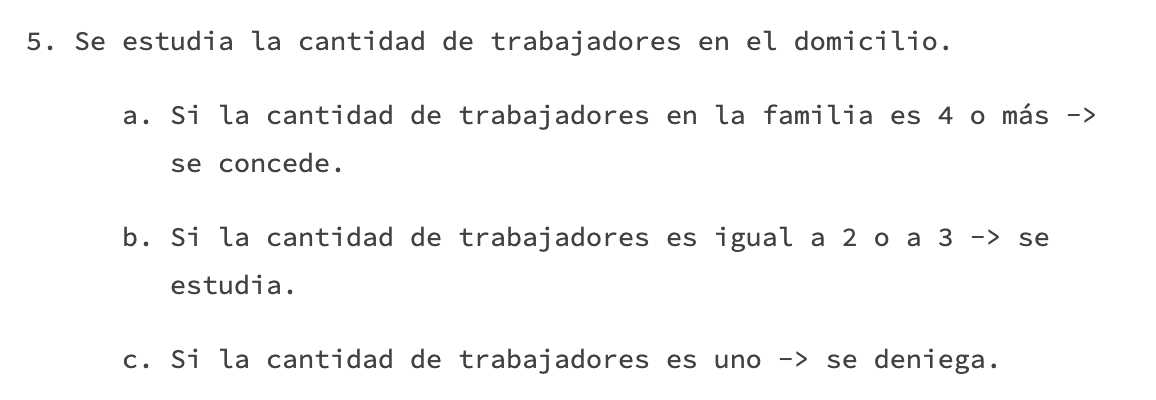 5. Se estudia la cantidad de trabajadores en el domicilio.
a. Si la cantidad de trabajadores en la familia es 4 o más ->
se concede.
b. Si la cantidad de trabajadores es igual a 2 o a 3 -> se
estudia.
c. Si la cantidad de trabajadores es uno -> se deniega.